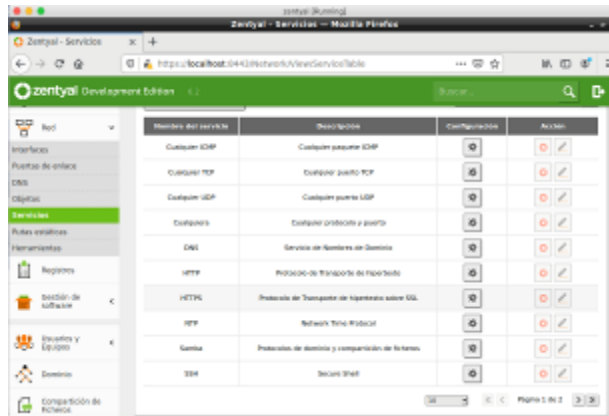 zentyal [Running]
Zentyal - Servicios — Mozilla Firefox
Zentyal - Servicios
https://localhost:8443/Network/View/ServiceTable
zentyal Development Edition
Buscar...
Red
Nombre del servicio
Descripción
Configuración
Acción
Interfaces
Puertas de enlace
DNS
Objetos
Servicios
Rutas estáticas
Herramientas
Registros
Gestión de software
Usuarios y Equipos
Dominio
Compartición de ficheros
Cualquier ICMP
Cualquier paquete ICMP
Cualquier TCP
Cualquier puerto TCP
Cualquier UDP
Cualquier puerto UDP
Cualquiera
Cualquier protocolo y puerto
DNS
Servicio de Nombres de Dominio
HTTP
Protocolo de Transporte de Hipertexto
HTTPS
Protocolo de Transporte de Hipertexto sobre SSL
NTP
Network Time Protocol
Samba
Protocolos de dominio y compartición de ficheros
SSH
Secure Shell
10
Página 1 de 2